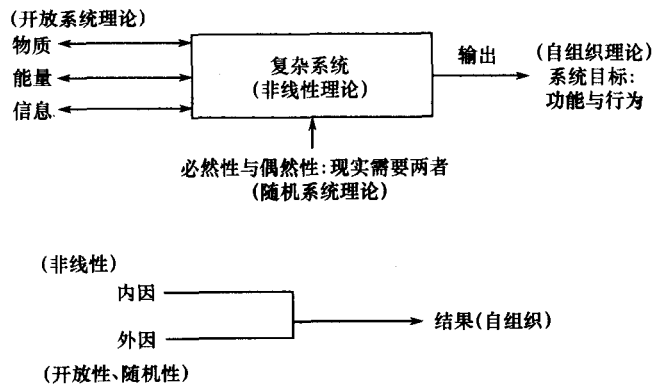 (开放系统理论)
物质
能量
信息
复杂系统
(非线性理论)
输出
(自组织理论)
系统目标:
功能与行为
必然性与偶然性:现实需要两者
(随机系统理论)
(非线性)
内因
外因
(开放性、随机性)
结果(自组织)